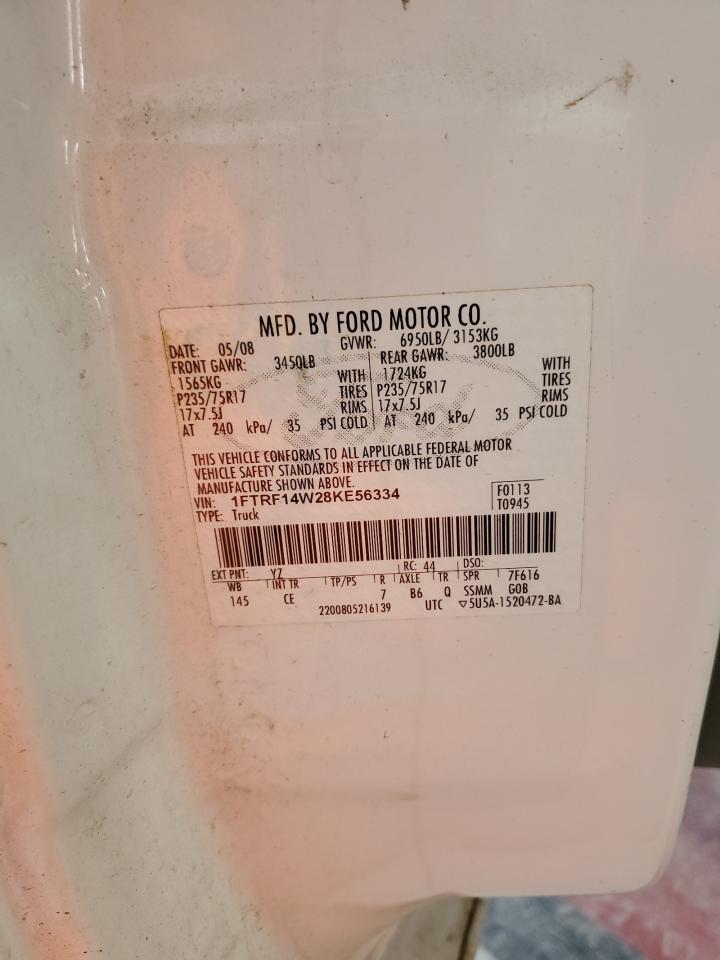 MFD. BY FORD MOTOR CO.
DATE: 05/08 GVWR: 6950LB/ 3153KG
FRONT GAWR: 3450LB REAR GAWR: 3800LB
1565KG WITH 1724KG WITH
P235/75R17 TIRES P235/75R17 TIRES
17x7.5J RIMS 17x7.5J RIMS
AT 240 kPa/ 35 PSI COLD AT 240 kPa/ 35 PSI COLD
THIS VEHICLE CONFORMS TO ALL APPLICABLE FEDERAL MOTOR
VEHICLE SAFETY STANDARDS IN EFFECT ON THE DATE OF
MANUFACTURE SHOWN ABOVE.
VIN: 1FTRF14W28KE56334 F0113
TYPE: Truck T0945
EXT PNT: YZ RC: 44 DSO:
WB INT TR TP/PS R AXLE TR SPR 7F616
145 CE 7 B6 Q SSMM GOB
2200805216139 UTC ▽5U5A-1520472-BA